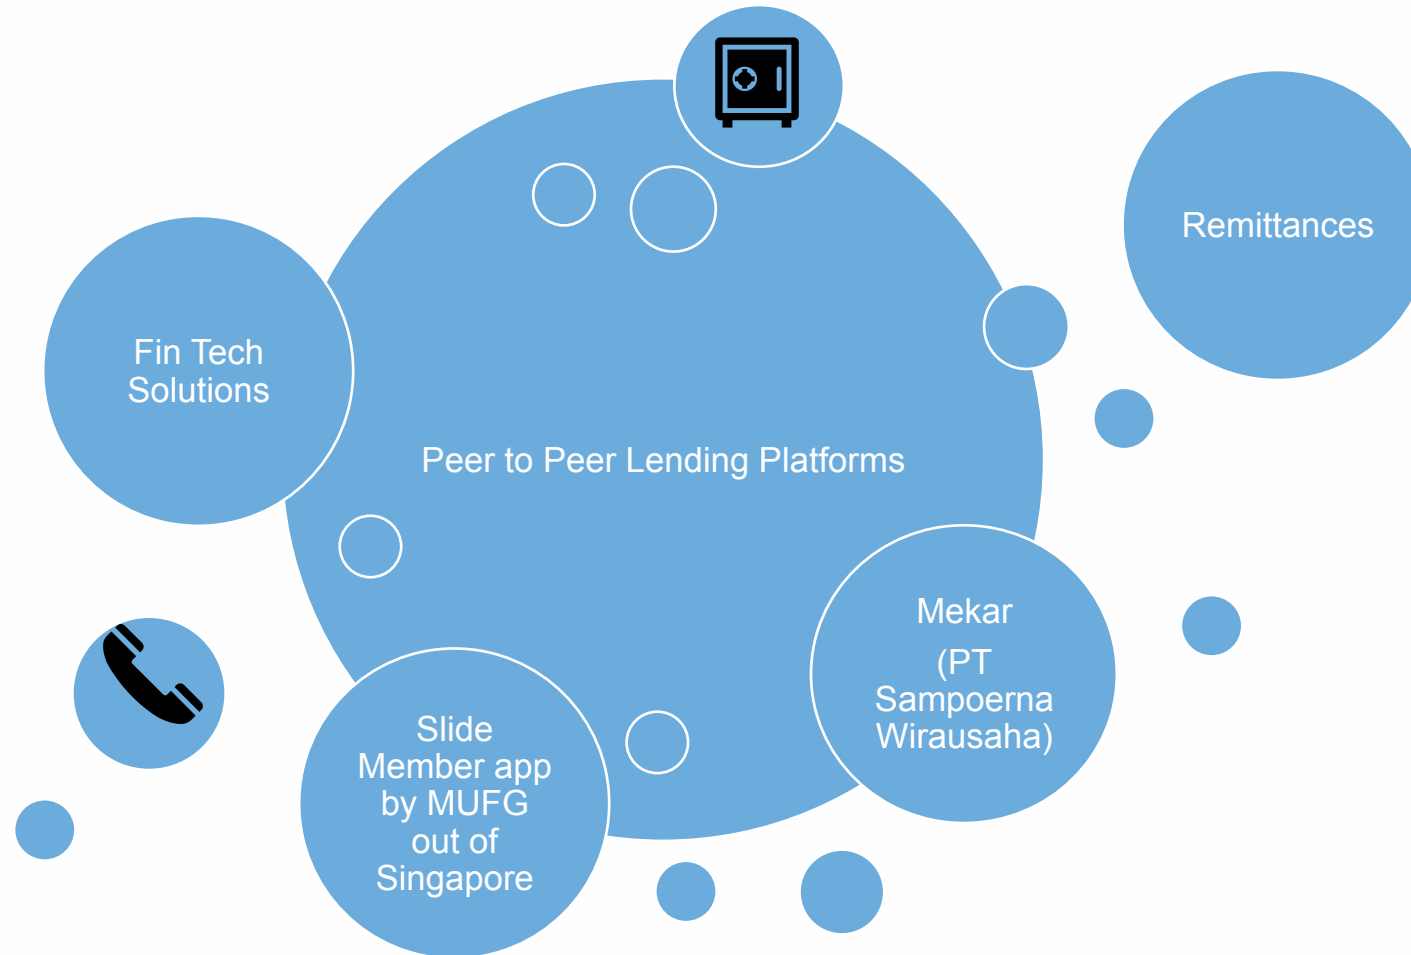 Remittances
Fin Tech
Solutions
Peer to Peer Lending Platforms
Mekar
(PT
Sampoerna
Wirausaha)
Slide
Member app
by MUFG
out of
Singapore